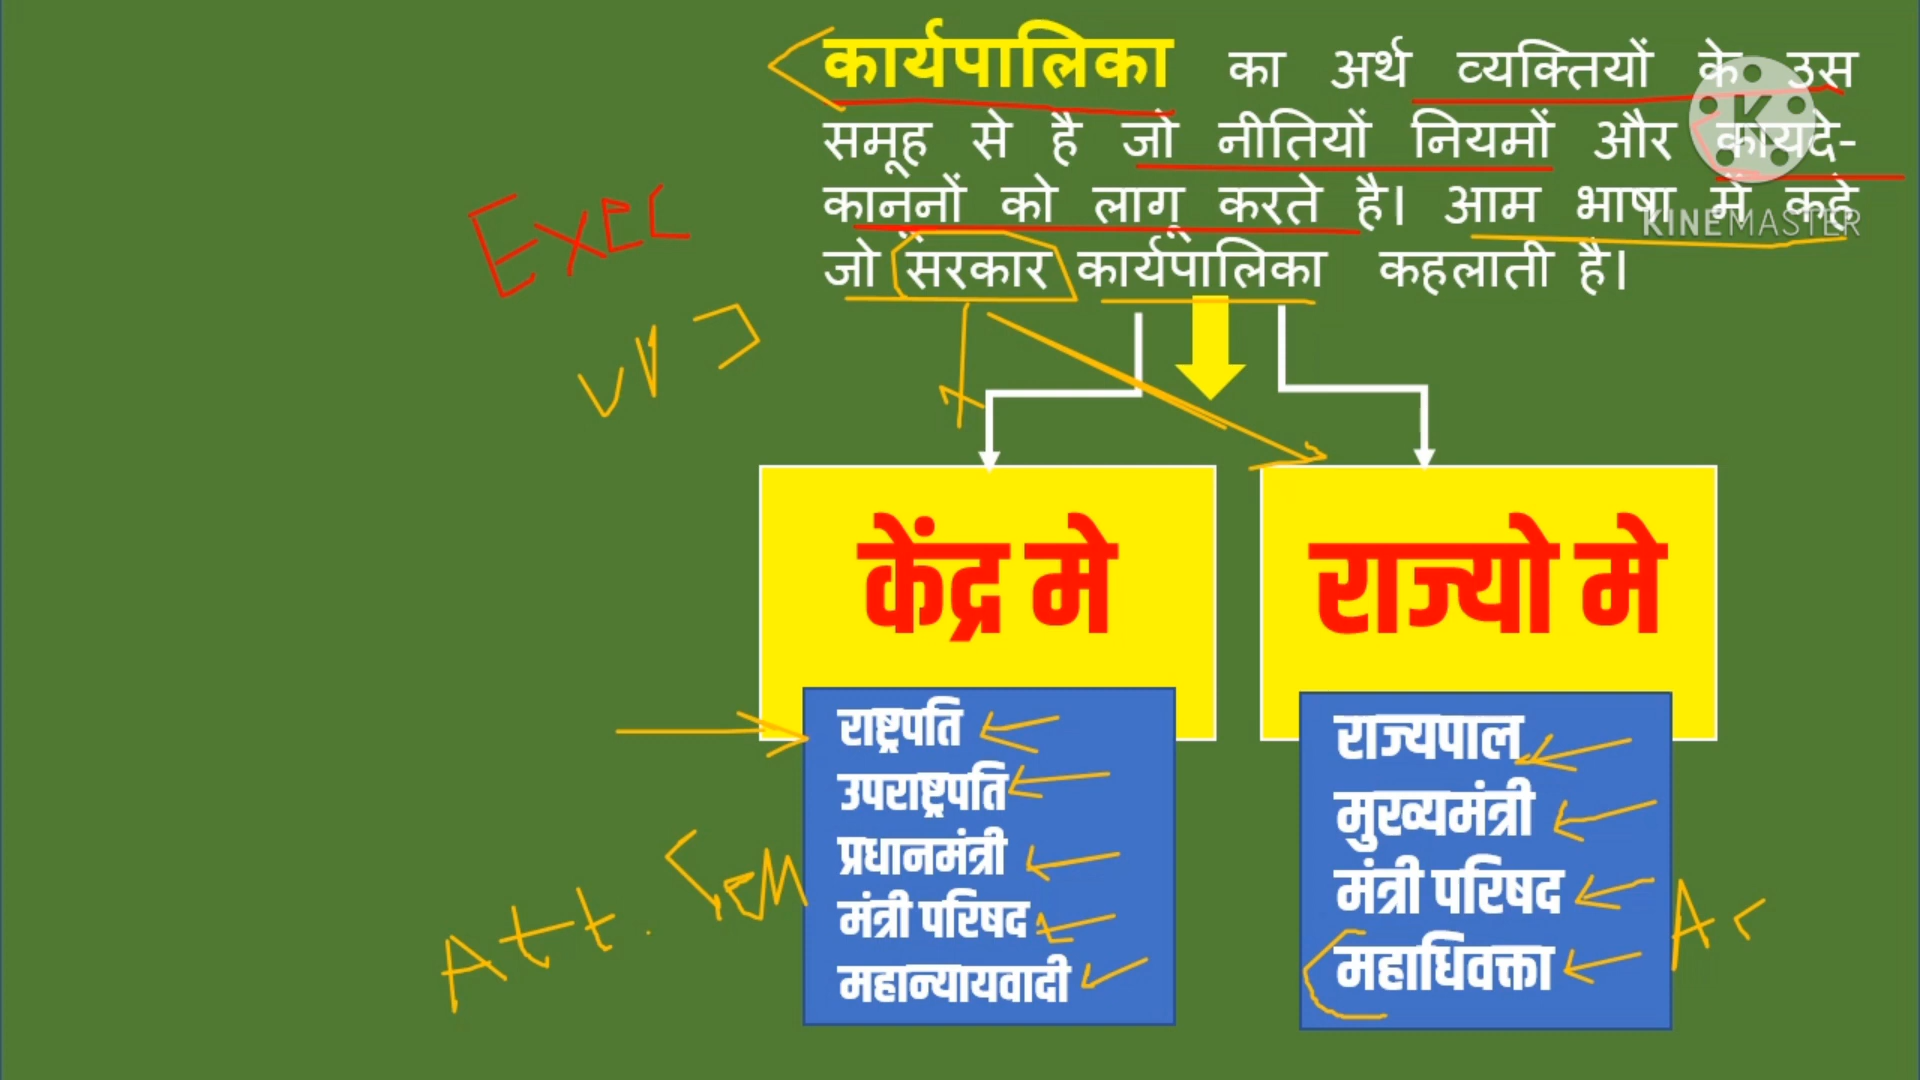 कार्यपालिका का अर्थ व्यक्तियों के उस
समूह से है जो नीतियों नियमों और कायदे-
कानूनों को लागू करते है। आम भाषा में कहे
जो सरकार कार्यपालिका कहलाती है।
KINEMASTER
Exec
केंद्र मे
राज्यो मे
राष्ट्रपति
उपराष्ट्रपति
प्रधानमंत्री
मंत्री परिषद
महान्यायवादी
राज्यपाल
मुख्यमंत्री
मंत्री परिषद
महाधिवक्ता
Att.